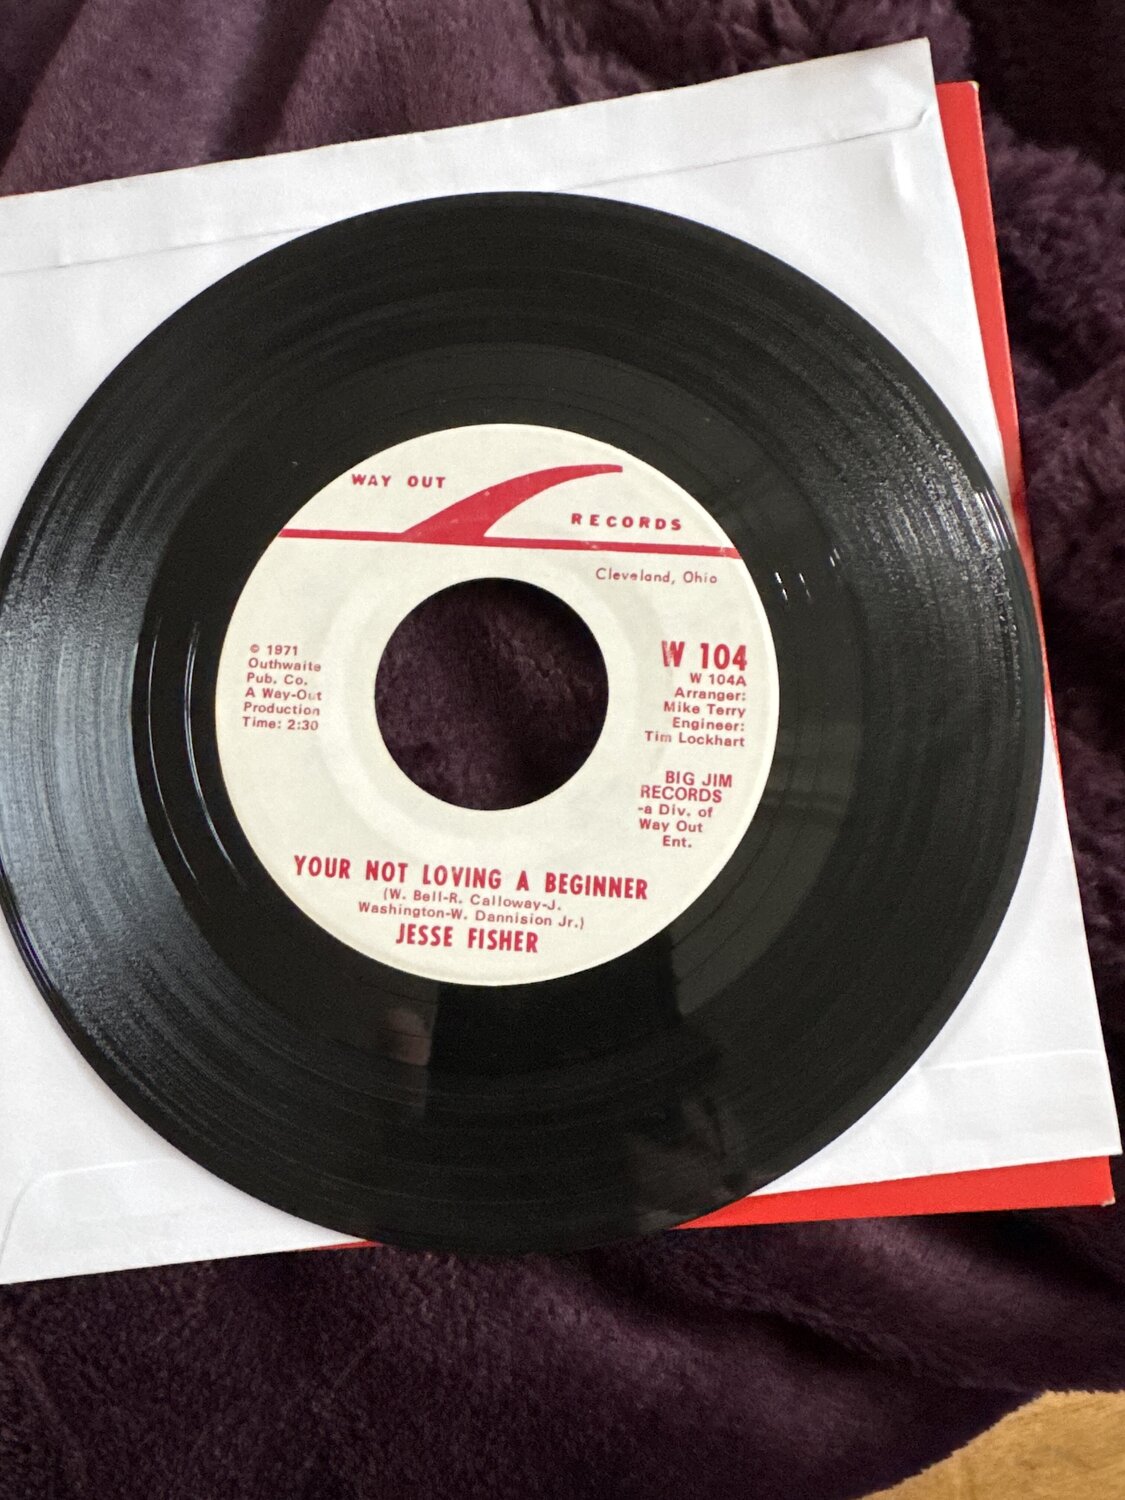 WAY OUT
RECORDS
Cleveland, Ohio
© 1971
Outhwaite
Pub. Co.
A Way-Out
Production
Time: 2:30
W 104
W 104A
Arranger:
Mike Terry
Engineer:
Tim Lockhart
BIG JIM
RECORDS
-a Div. of
Way Out
Ent.
YOUR NOT LOVING A BEGINNER
(W. Bell-R. Calloway-J.
Washington-W. Dannision Jr.)
JESSE FISHER